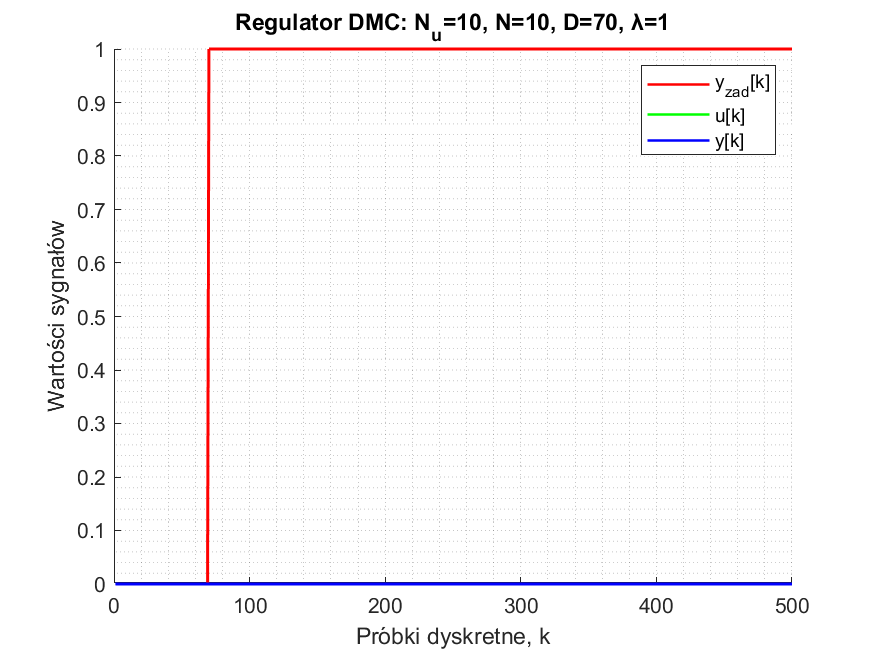 Regulator DMC: Nu=10, N=10, D=70, λ=1
1
0.9
0.8
0.7
0.6
0.5
0.4
0.3
0.2
0.1
0
Wartości sygnałów
yzad[k]
u[k]
y[k]
0 100 200 300 400 500
Próbki dyskretne, k